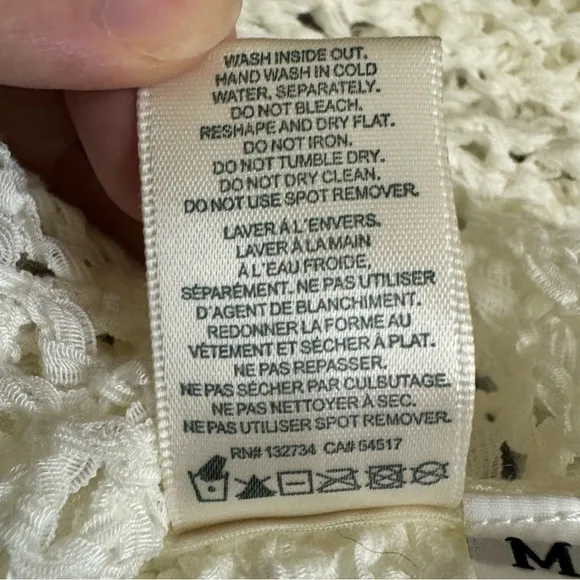 WASH INSIDE OUT.
HAND WASH IN COLD
WATER, SEPARATELY.
DO NOT BLEACH.
RESHAPE AND DRY FLAT.
DO NOT IRON.
DO NOT TUMBLE DRY.
DO NOT DRY CLEAN.
DO NOT USE SPOT REMOVER.
LAVER À L'ENVERS.
LAVER À LA MAIN
À L'EAU FROIDE.
SÉPARÉMENT. NE PAS UTILISER
D'AGENT DE BLANCHIMENT.
REDONNER LA FORME AU
VÊTEMENT ET SÉCHER À PLAT.
NE PAS REPASSER.
NE PAS SÉCHER PAR CULBUTAGE.
NE PAS NETTOYER À SEC.
NE PAS UTILISER SPOT REMOVER.
RN# 132734 CA# 54517
M